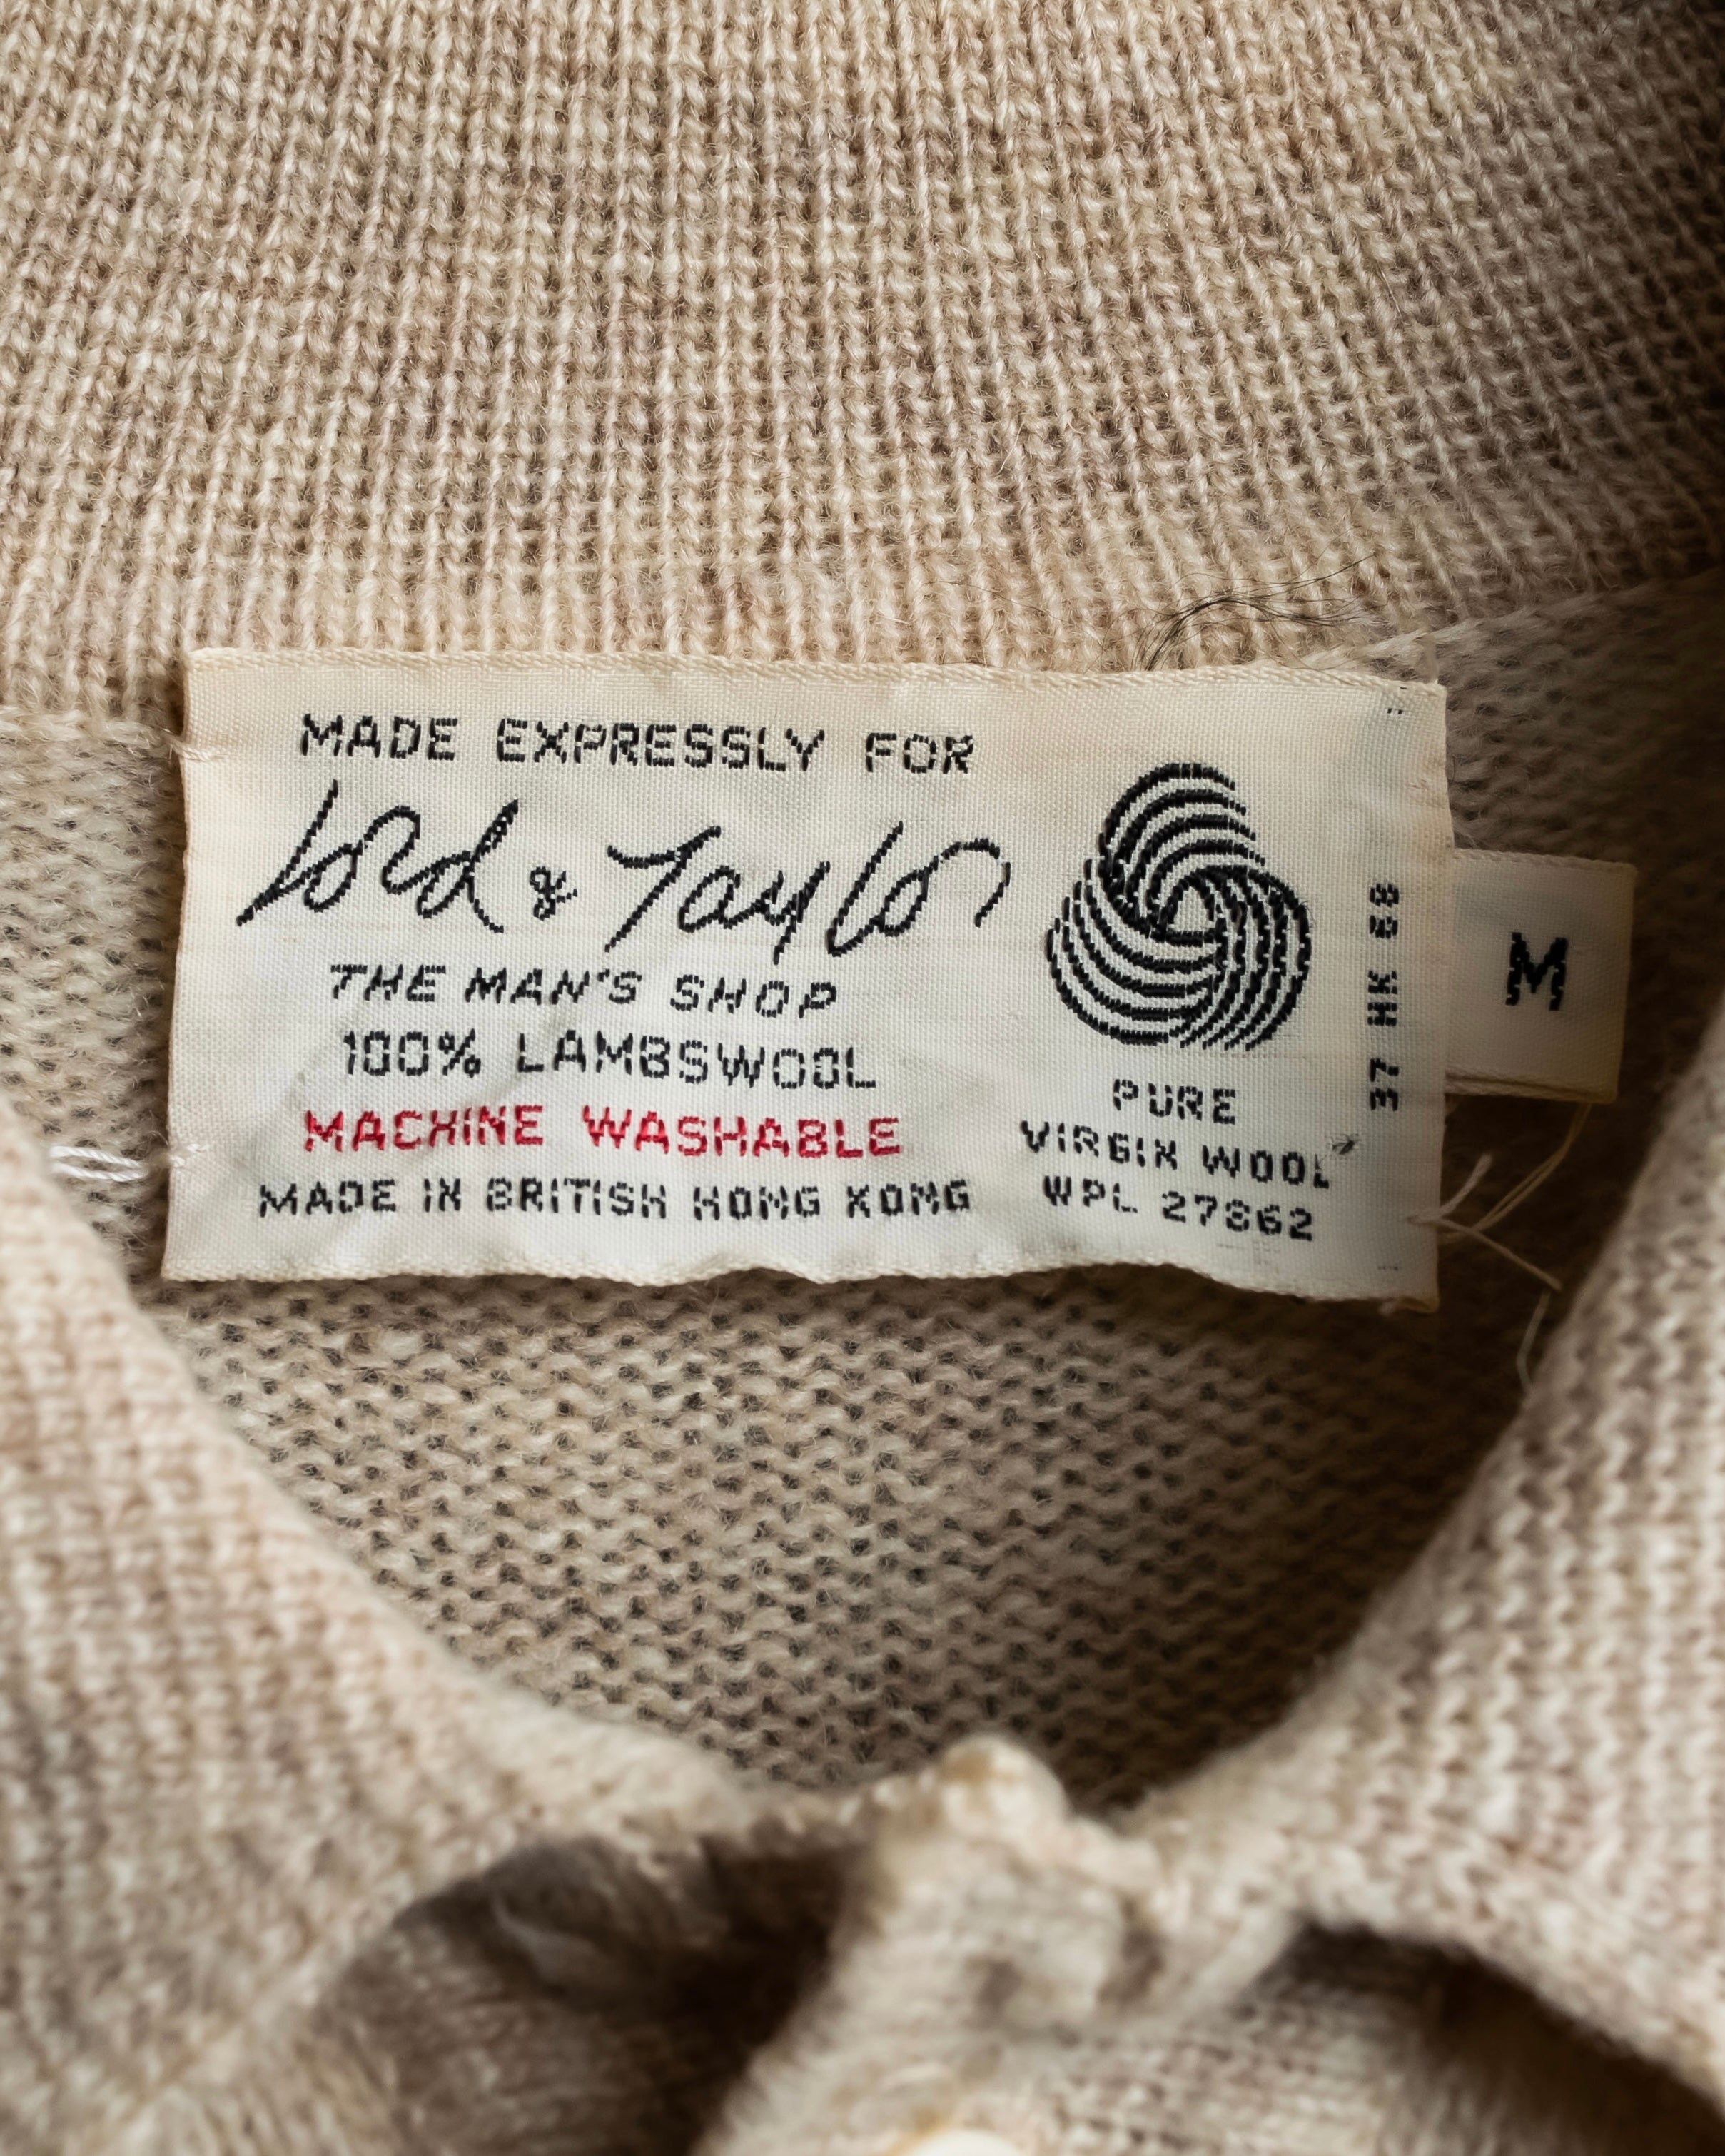 MADE EXPRESSLY FOR
Lord & Taylor
THE MAN'S SHOP
100% LAMBSWOOL
MACHINE WASHABLE
MADE IN BRITISH HONG KONG
PURE
VIRGIN WOOL
WPL 27862
37 HK 68
M